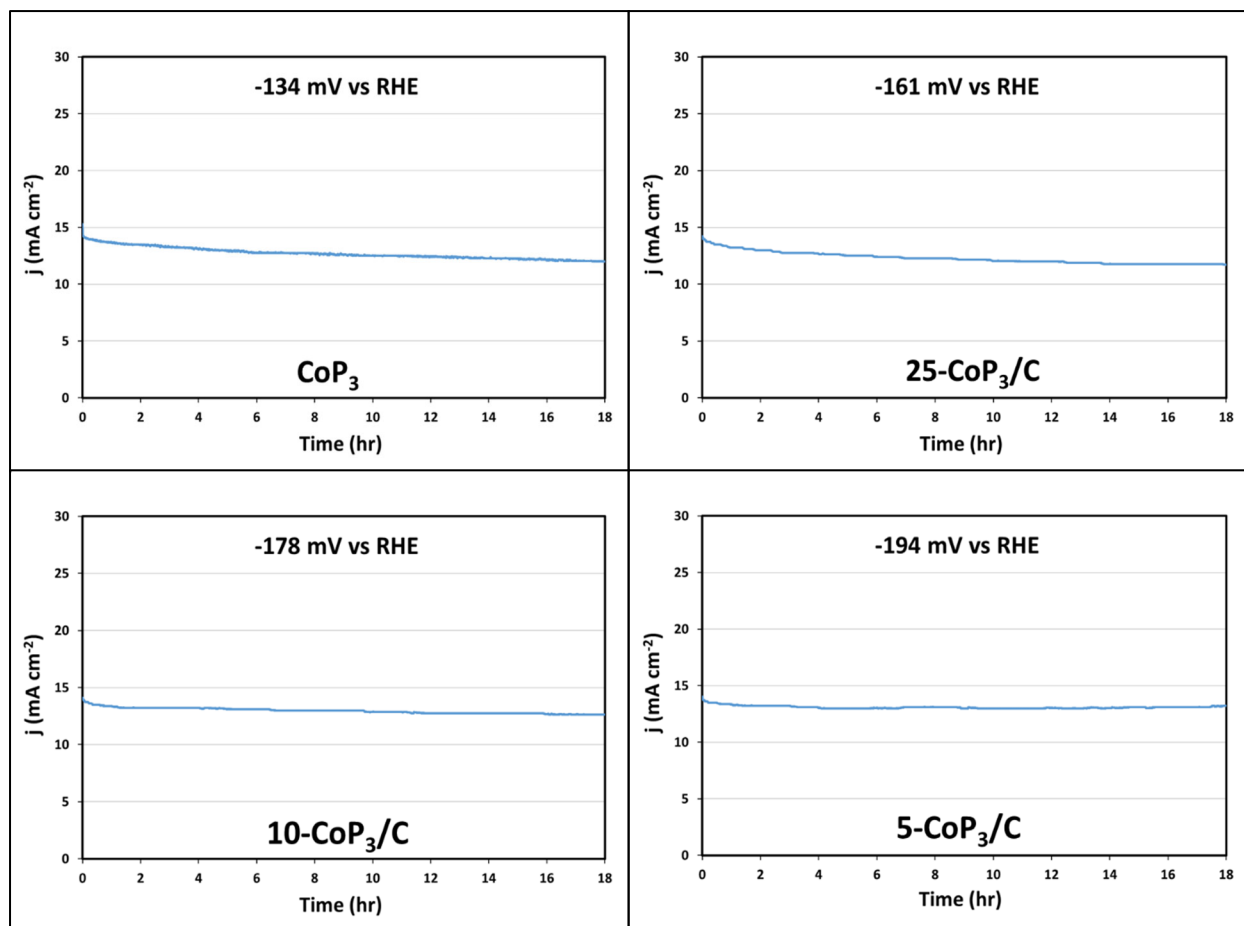 -134 mV vs RHE
30
25
20
15
10
5
0
j (mA cm⁻²)
CoP₃
0 2 4 6 8 10 12 14 16 18
Time (hr)
-161 mV vs RHE
30
25
20
15
10
5
0
j (mA cm⁻²)
25-CoP₃/C
0 2 4 6 8 10 12 14 16 18
Time (hr)
-178 mV vs RHE
30
25
20
15
10
5
0
j (mA cm⁻²)
10-CoP₃/C
0 2 4 6 8 10 12 14 16 18
Time (hr)
-194 mV vs RHE
30
25
20
15
10
5
0
j (mA cm⁻²)
5-CoP₃/C
0 2 4 6 8 10 12 14 16 18
Time (hr)